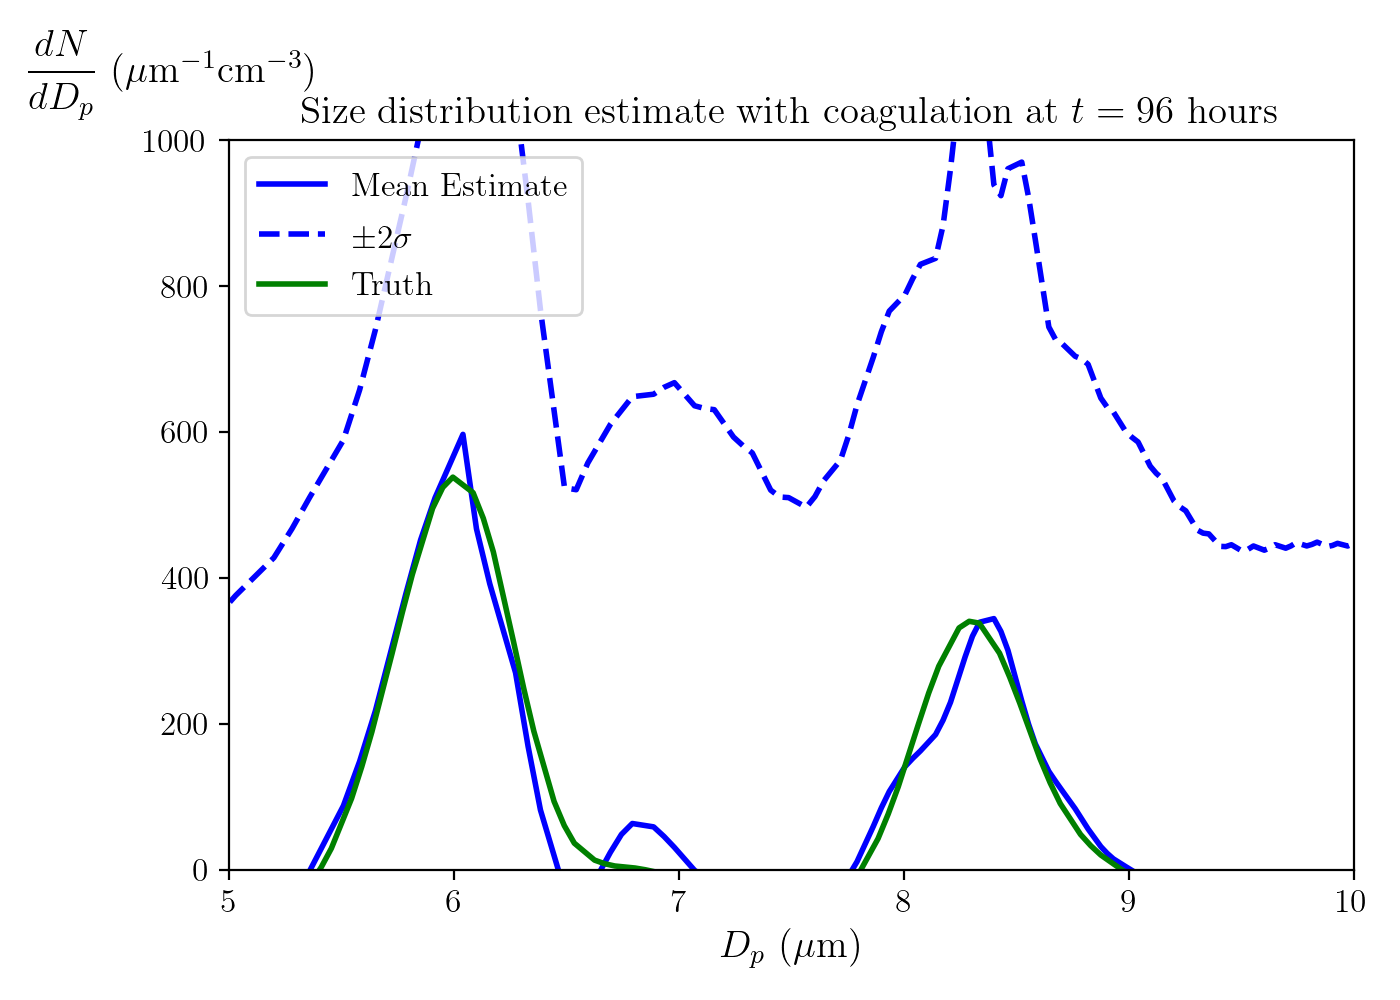 dN
dD_p (μm⁻¹cm⁻³)
Size distribution estimate with coagulation at t = 96 hours
1000
800
600
400
200
0
Mean Estimate
±2σ
Truth
5 6 7 8 9 10
D_p (μm)